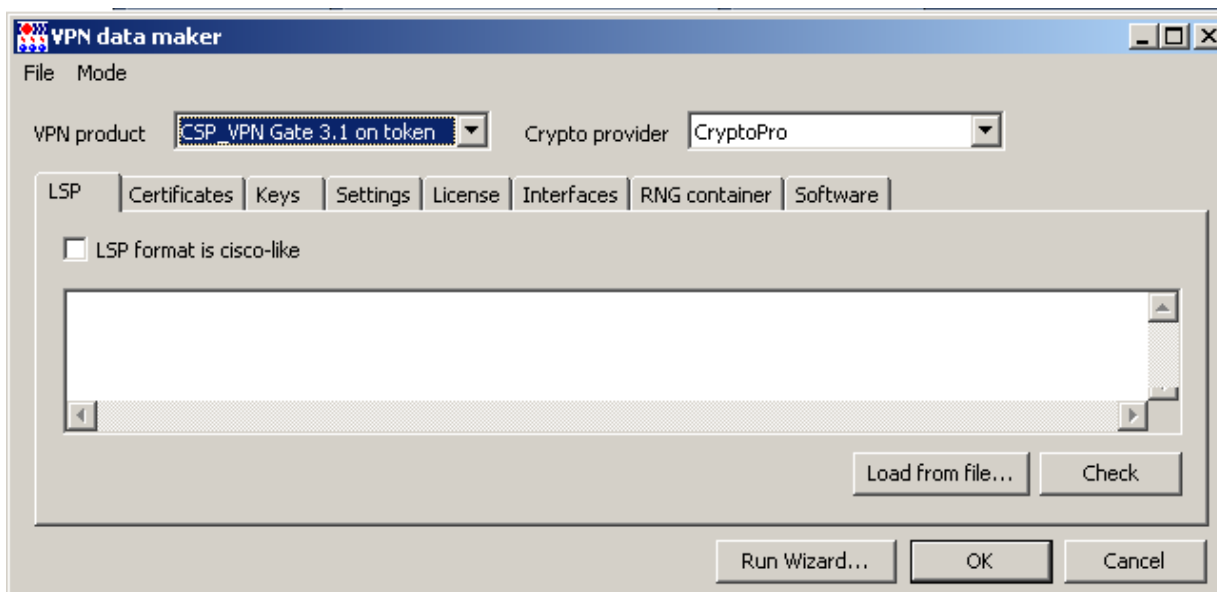 VPN data maker
File Mode
VPN product CSP_VPN Gate 3.1 on token Crypto provider CryptoPro
LSP Certificates Keys Settings License Interfaces RNG container Software
LSP format is cisco-like
Load from file... Check
Run Wizard... OK Cancel